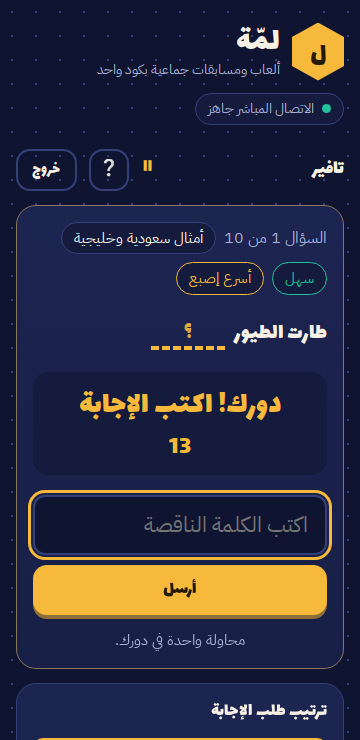 ل
لمّة
ألعاب ومسابقات جماعية بكود واحد
الاتصال المباشر جاهز
تافير
⏸
?
خروج
السؤال 1 من 10
أمثال سعودية وخليجية
سهل
أسرع إصبع
طارت الطيور ؟
دورك! اكتب الإجابة
13
اكتب الكلمة الناقصة
أرسل
محاولة واحدة في دورك.
ترتيب طلب الإجابة